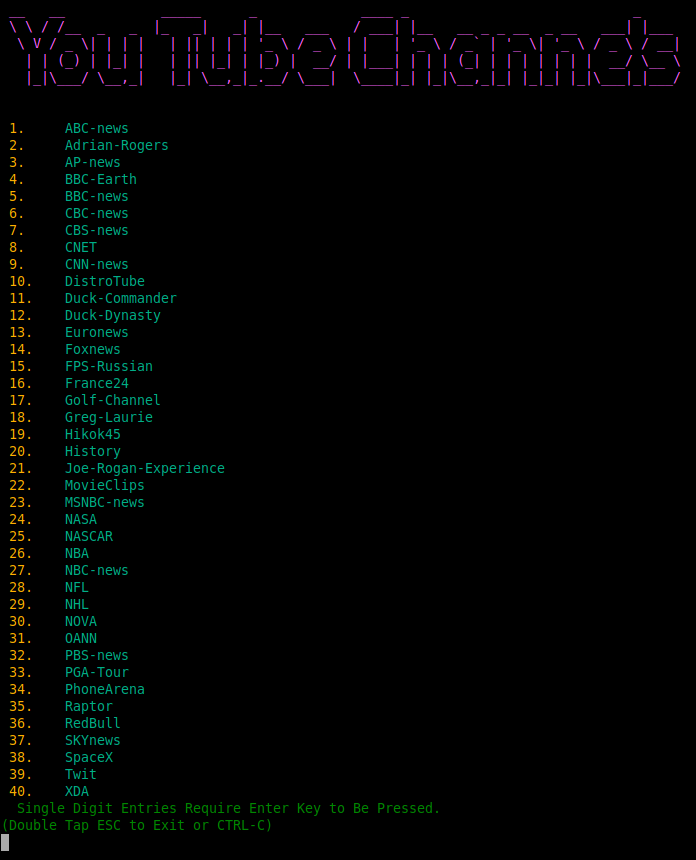 You Tube Channels
1. ABC-news
2. Adrian-Rogers
3. AP-news
4. BBC-Earth
5. BBC-news
6. CBC-news
7. CBS-news
8. CNET
9. CNN-news
10. DistroTube
11. Duck-Commander
12. Duck-Dynasty
13. Euronews
14. Foxnews
15. FPS-Russian
16. France24
17. Golf-Channel
18. Greg-Laurie
19. Hikok45
20. History
21. Joe-Rogan-Experience
22. MovieClips
23. MSNBC-news
24. NASA
25. NASCAR
26. NBA
27. NBC-news
28. NFL
29. NHL
30. NOVA
31. OANN
32. PBS-news
33. PGA-Tour
34. PhoneArena
35. Raptor
36. RedBull
37. SKYnews
38. SpaceX
39. Twit
40. XDA
Single Digit Entries Require Enter Key to Be Pressed.
(Double Tap ESC to Exit or CTRL-C)